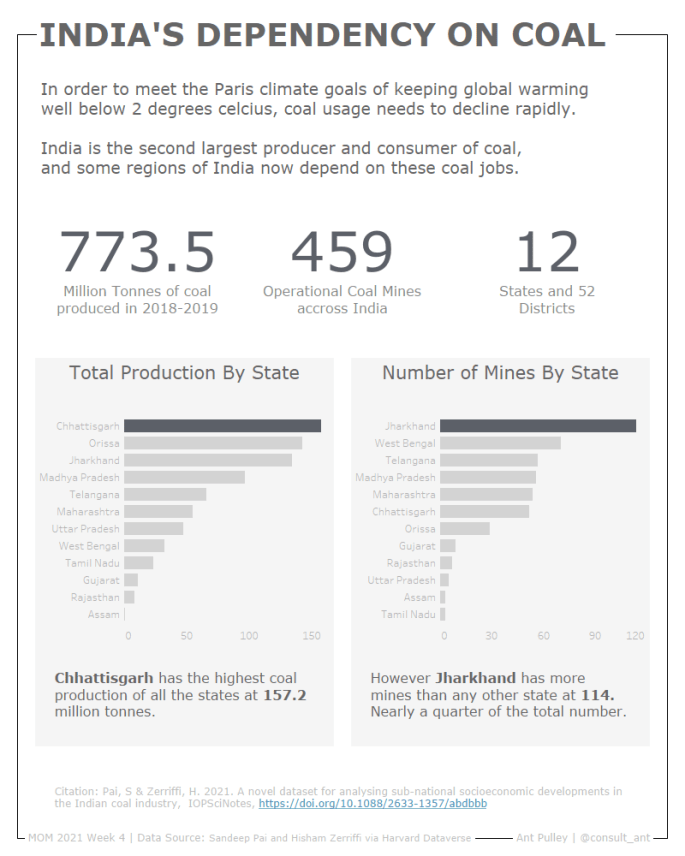 INDIA'S DEPENDENCY ON COAL
In order to meet the Paris climate goals of keeping global warming
well below 2 degrees celcius, coal usage needs to decline rapidly.
India is the second largest producer and consumer of coal,
and some regions of India now depend on these coal jobs.
773.5
Million Tonnes of coal
produced in 2018-2019
459
Operational Coal Mines
accross India
12
States and 52
Districts
Total Production By State
Chhattisgarh
Orissa
Jharkhand
Madhya Pradesh
Telangana
Maharashtra
Uttar Pradesh
West Bengal
Tamil Nadu
Gujarat
Rajasthan
Assam
0 50 100 150
Chhattisgarh has the highest coal
production of all the states at 157.2
million tonnes.
Number of Mines By State
Jharkhand
West Bengal
Telangana
Madhya Pradesh
Maharashtra
Chhattisgarh
Orissa
Gujarat
Rajasthan
Uttar Pradesh
Assam
Tamil Nadu
0 30 60 90 120
However Jharkhand has more
mines than any other state at 114.
Nearly a quarter of the total number.
Citation: Pai, S & Zerriffi, H. 2021. A novel dataset for analysing sub-national socioeconomic developments in
the Indian coal industry, IOPSciNotes, https://doi.org/10.1088/2633-1357/abdbbb
MOM 2021 Week 4 | Data Source: Sandeep Pai and Hisham Zerriffi via Harvard Dataverse
Ant Pulley | @consult_ant